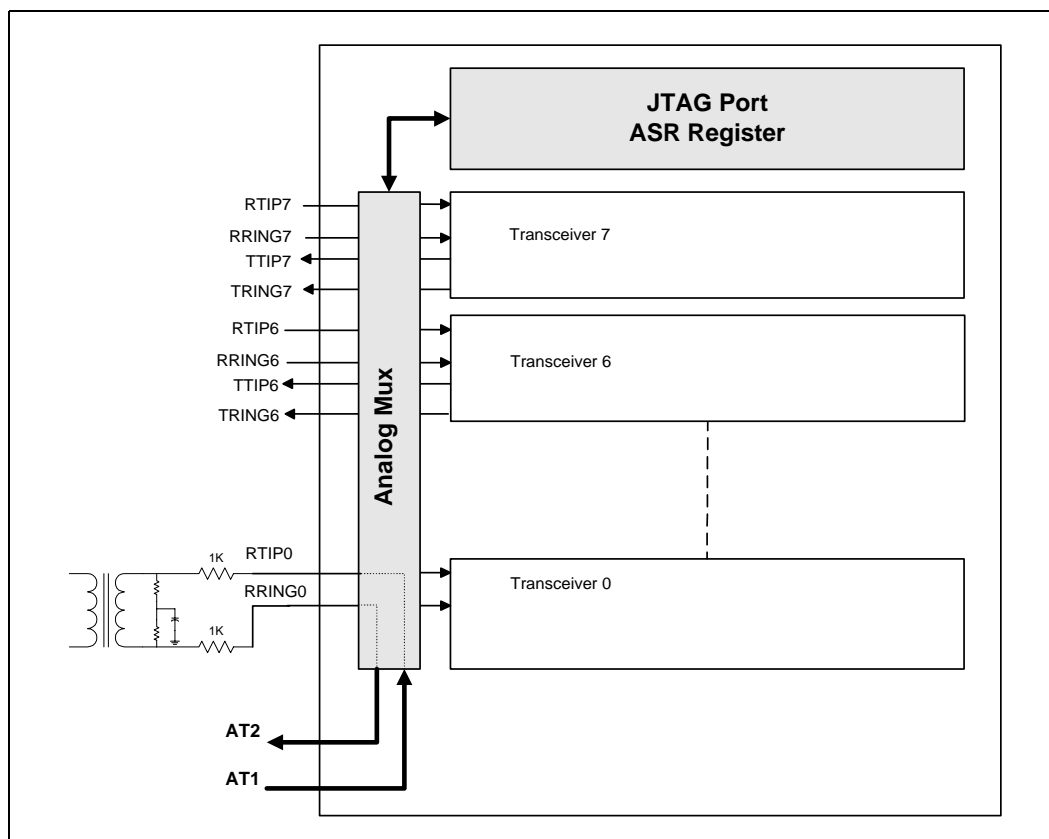 JTAG Port
ASR Register
RTIP7
RRING7
TTIP7
TRING7
Transceiver 7
RTIP6
RRING6
TTIP6
TRING6
Transceiver 6
Analog Mux
1K
RTIP0
RRING0
1K
Transceiver 0
AT2
AT1